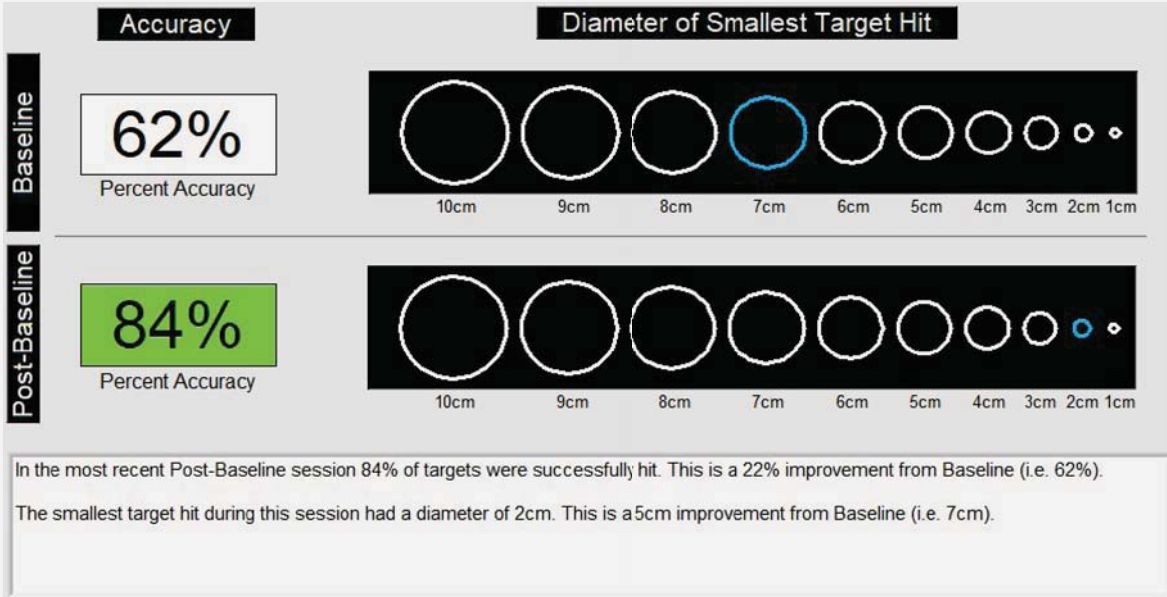 Accuracy
Diameter of Smallest Target Hit
Baseline
62%
Percent Accuracy
10cm 9cm 8cm 7cm 6cm 5cm 4cm 3cm 2cm 1cm
Post-Baseline
84%
Percent Accuracy
10cm 9cm 8cm 7cm 6cm 5cm 4cm 3cm 2cm 1cm
In the most recent Post-Baseline session 84% of targets were successfully hit. This is a 22% improvement from Baseline (i.e. 62%).
The smallest target hit during this session had a diameter of 2cm. This is a 5cm improvement from Baseline (i.e. 7cm).